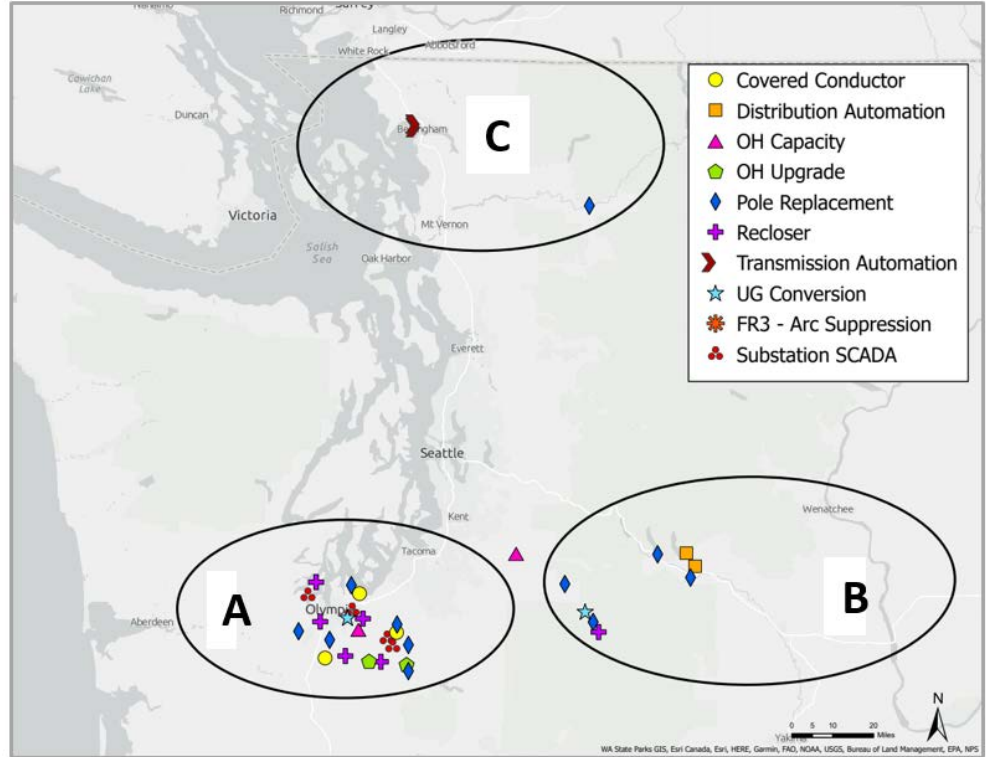 Nanaimo
Richmond
Surrey
Langley
White Rock
Abbotsford
Cowichan
Lake
Duncan
Bellingham
C
Victoria
Mt Vernon
Salish
Sea
Oak Harbor
Everett
Seattle
Kent
Tacoma
Wenatchee
A
Olympia
Aberdeen
B
Yakima
Covered Conductor
Distribution Automation
OH Capacity
OH Upgrade
Pole Replacement
Recloser
Transmission Automation
UG Conversion
FR3 - Arc Suppression
Substation SCADA
N
0 5 10 20
Miles
WA State Parks GIS, Esri Canada, Esri, HERE, Garmin, FAO, NOAA, USGS, Bureau of Land Management, EPA, NPS